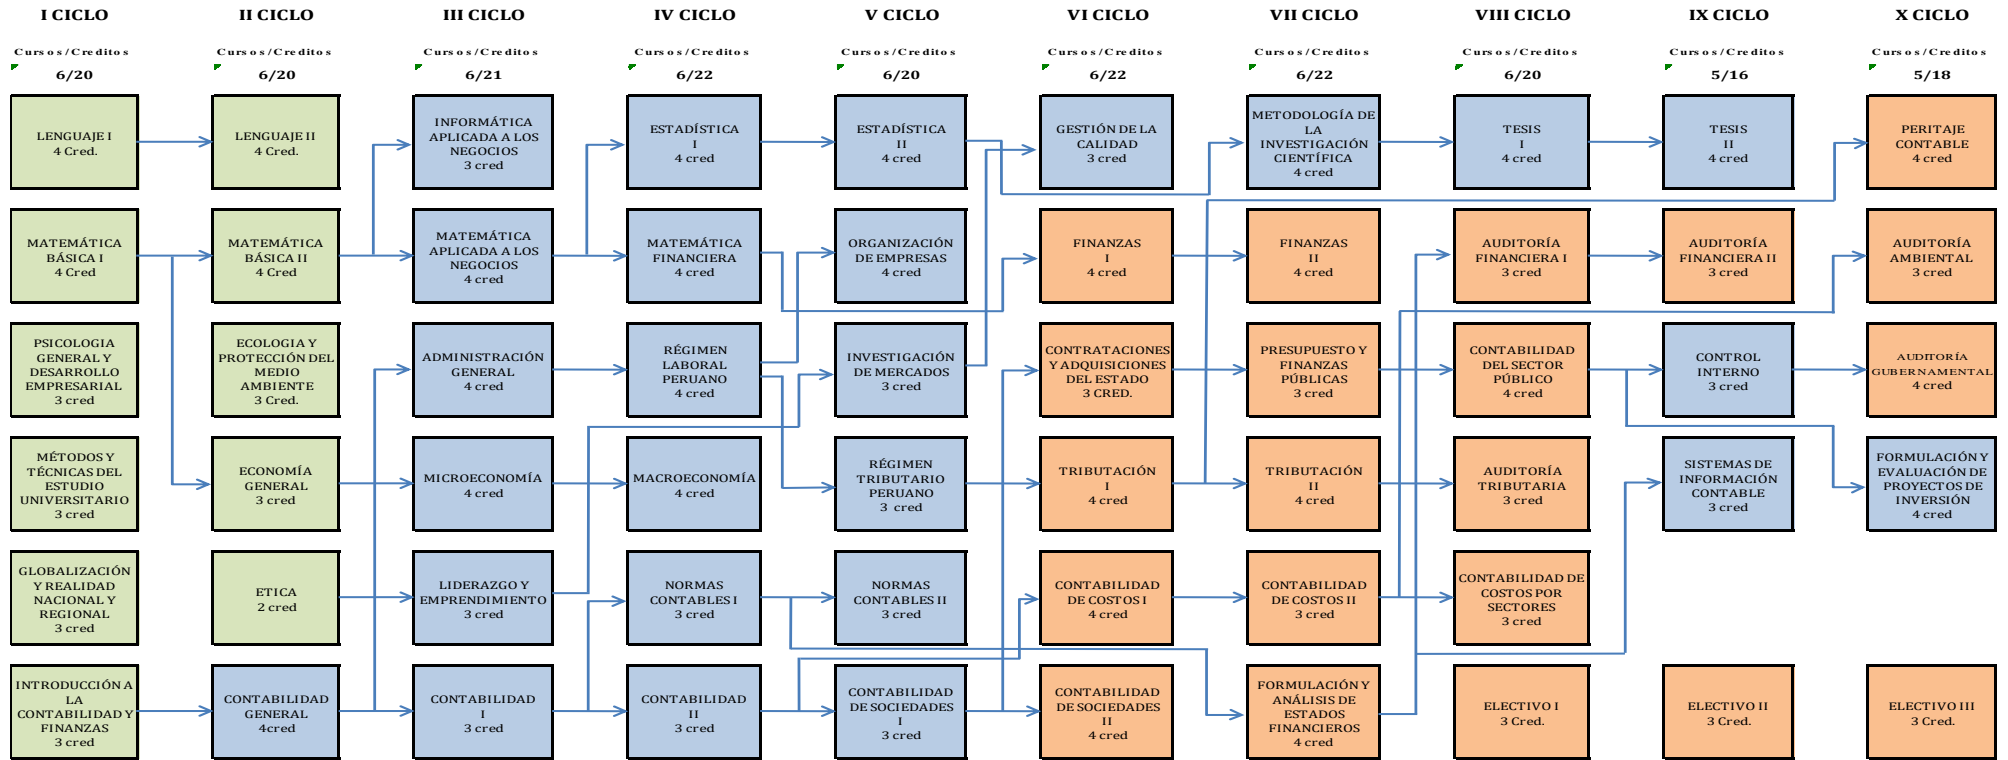 I CICLO
Cursos/Creditos
6/20
LENGUAJE I
4 Cred.
MATEMÁTICA
BÁSICA I
4 Cred
PSICOLOGIA
GENERAL Y
DESARROLLO
EMPRESARIAL
3 cred
MÉTODOS Y
TÉCNICAS DEL
ESTUDIO
UNIVERSITARIO
3 cred
GLOBALIZACIÓN
Y REALIDAD
NACIONAL Y
REGIONAL
3 cred
INTRODUCCIÓN A
LA
CONTABILIDAD Y
FINANZAS
3 cred
II CICLO
Cursos/Creditos
6/20
LENGUAJE II
4 Cred.
MATEMÁTICA
BÁSICA II
4 Cred
ECOLOGIA Y
PROTECCIÓN DEL
MEDIO
AMBIENTE
3 Cred.
ECONOMÍA
GENERAL
3 cred
ETICA
2 cred
CONTABILIDAD
GENERAL
4cred
III CICLO
Cursos/Creditos
6/21
INFORMÁTICA
APLICADA A LOS
NEGOCIOS
3 cred
MATEMÁTICA
APLICADA A LOS
NEGOCIOS
4 cred
ADMINISTRACIÓN
GENERAL
4 cred
MICROECONOMÍA
4 cred
LIDERAZGO Y
EMPRENDIMIENTO
3 cred
CONTABILIDAD
I
3 cred
IV CICLO
Cursos/Creditos
6/22
ESTADÍSTICA
I
4 cred
MATEMÁTICA
FINANCIERA
4 cred
RÉGIMEN
LABORAL
PERUANO
4 cred
MACROECONOMÍA
4 cred
NORMAS
CONTABLES I
3 cred
CONTABILIDAD
II
3 cred
V CICLO
Cursos/Creditos
6/20
ESTADÍSTICA
II
4 cred
ORGANIZACIÓN
DE EMPRESAS
4 cred
INVESTIGACIÓN
DE MERCADOS
3 cred
RÉGIMEN
TRIBUTARIO
PERUANO
3 cred
NORMAS
CONTABLES II
3 cred
CONTABILIDAD
DE SOCIEDADES
I
3 cred
VI CICLO
Cursos/Creditos
6/22
GESTIÓN DE LA
CALIDAD
3 cred
FINANZAS
I
4 cred
CONTRATACIONES
Y ADQUISICIONES
DEL ESTADO
3 CRED.
TRIBUTACIÓN
I
4 cred
CONTABILIDAD
DE COSTOS I
4 cred
CONTABILIDAD
DE SOCIEDADES
II
4 cred
VII CICLO
Cursos/Creditos
6/22
METODOLOGÍA DE
LA
INVESTIGACIÓN
CIENTÍFICA
4 cred
FINANZAS
II
4 cred
PRESUPUESTO Y
FINANZAS
PÚBLICAS
3 cred
TRIBUTACIÓN
II
4 cred
CONTABILIDAD
DE COSTOS II
3 cred
FORMULACIÓN Y
ANÁLISIS DE
ESTADOS
FINANCIEROS
4 cred
VIII CICLO
Cursos/Creditos
6/20
TESIS
I
4 cred
AUDITORÍA
FINANCIERA I
3 cred
CONTABILIDAD
DEL SECTOR
PÚBLICO
4 cred
AUDITORÍA
TRIBUTARIA
3 cred
CONTABILIDAD DE
COSTOS POR
SECTORES
3 cred
ELECTIVO I
3 Cred.
IX CICLO
Cursos/Creditos
5/16
TESIS
II
4 cred
AUDITORÍA
FINANCIERA II
3 cred
CONTROL
INTERNO
3 cred
SISTEMAS DE
INFORMACIÓN
CONTABLE
3 cred
ELECTIVO II
3 Cred.
X CICLO
Cursos/Creditos
5/18
PERITAJE
CONTABLE
4 cred
AUDITORÍA
AMBIENTAL
3 cred
AUDITORÍA
GUBERNAMENTAL
4 cred
FORMULACIÓN Y
EVALUACIÓN DE
PROYECTOS DE
INVERSIÓN
4 cred
ELECTIVO III
3 Cred.